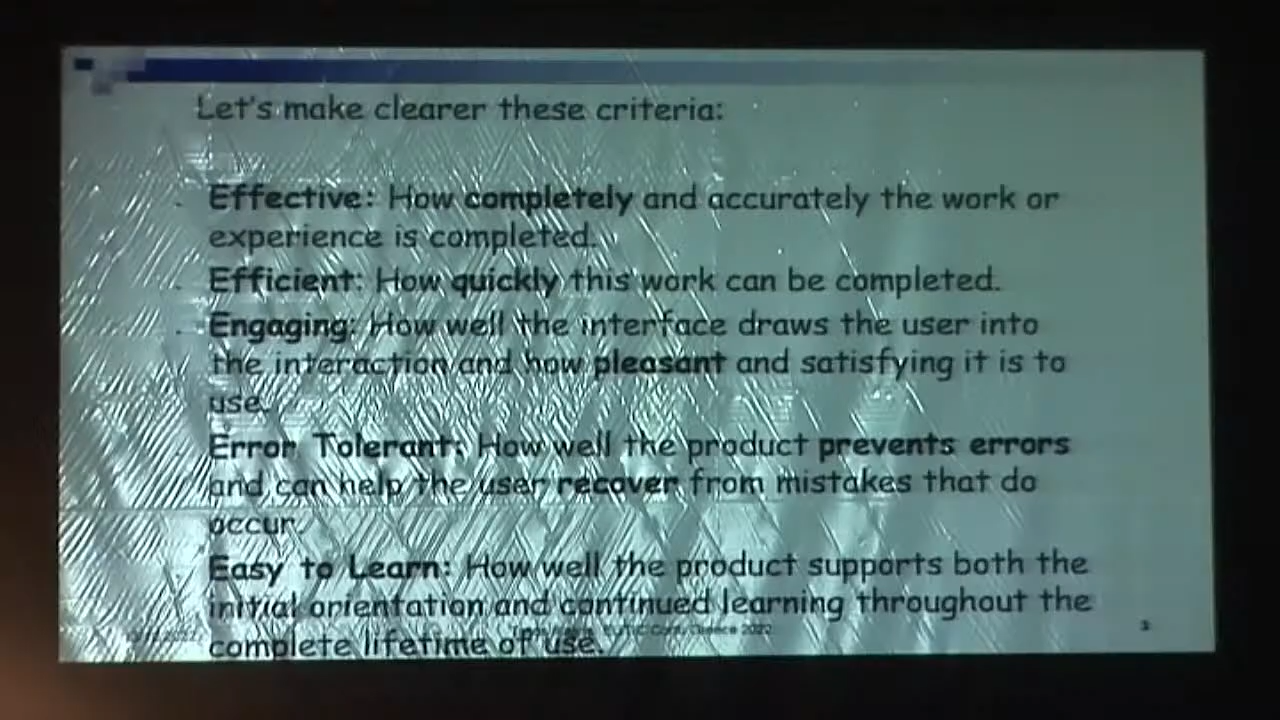 Let's make clearer these criteria:
Effective: How completely and accurately the work or
experience is completed.
Efficient: How quickly this work can be completed.
Engaging: How well the interface draws the user into
the interaction and how pleasant and satisfying it is to
use.
Error Tolerant: How well the product prevents errors
and can help the user recover from mistakes that do
occur.
Easy to Learn: How well the product supports both the
initial orientation and continued learning throughout the
Greece 2022
3
complete lifetime of use.